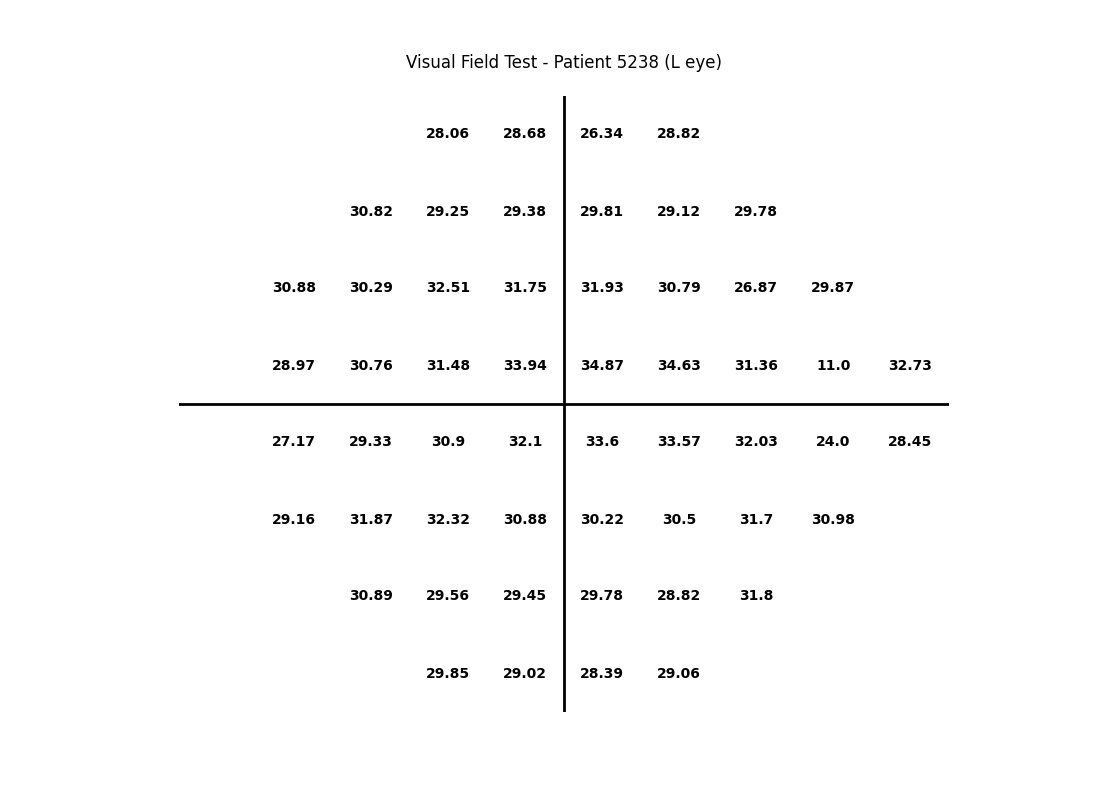 Visual Field Test - Patient 5238 (L eye)
28.06 28.68 26.34 28.82
30.82 29.25 29.38 29.81 29.12 29.78
30.88 30.29 32.51 31.75 31.93 30.79 26.87 29.87
28.97 30.76 31.48 33.94 34.87 34.63 31.36 11.0 32.73
27.17 29.33 30.9 32.1 33.6 33.57 32.03 24.0 28.45
29.16 31.87 32.32 30.88 30.22 30.5 31.7 30.98
30.89 29.56 29.45 29.78 28.82 31.8
29.85 29.02 28.39 29.06